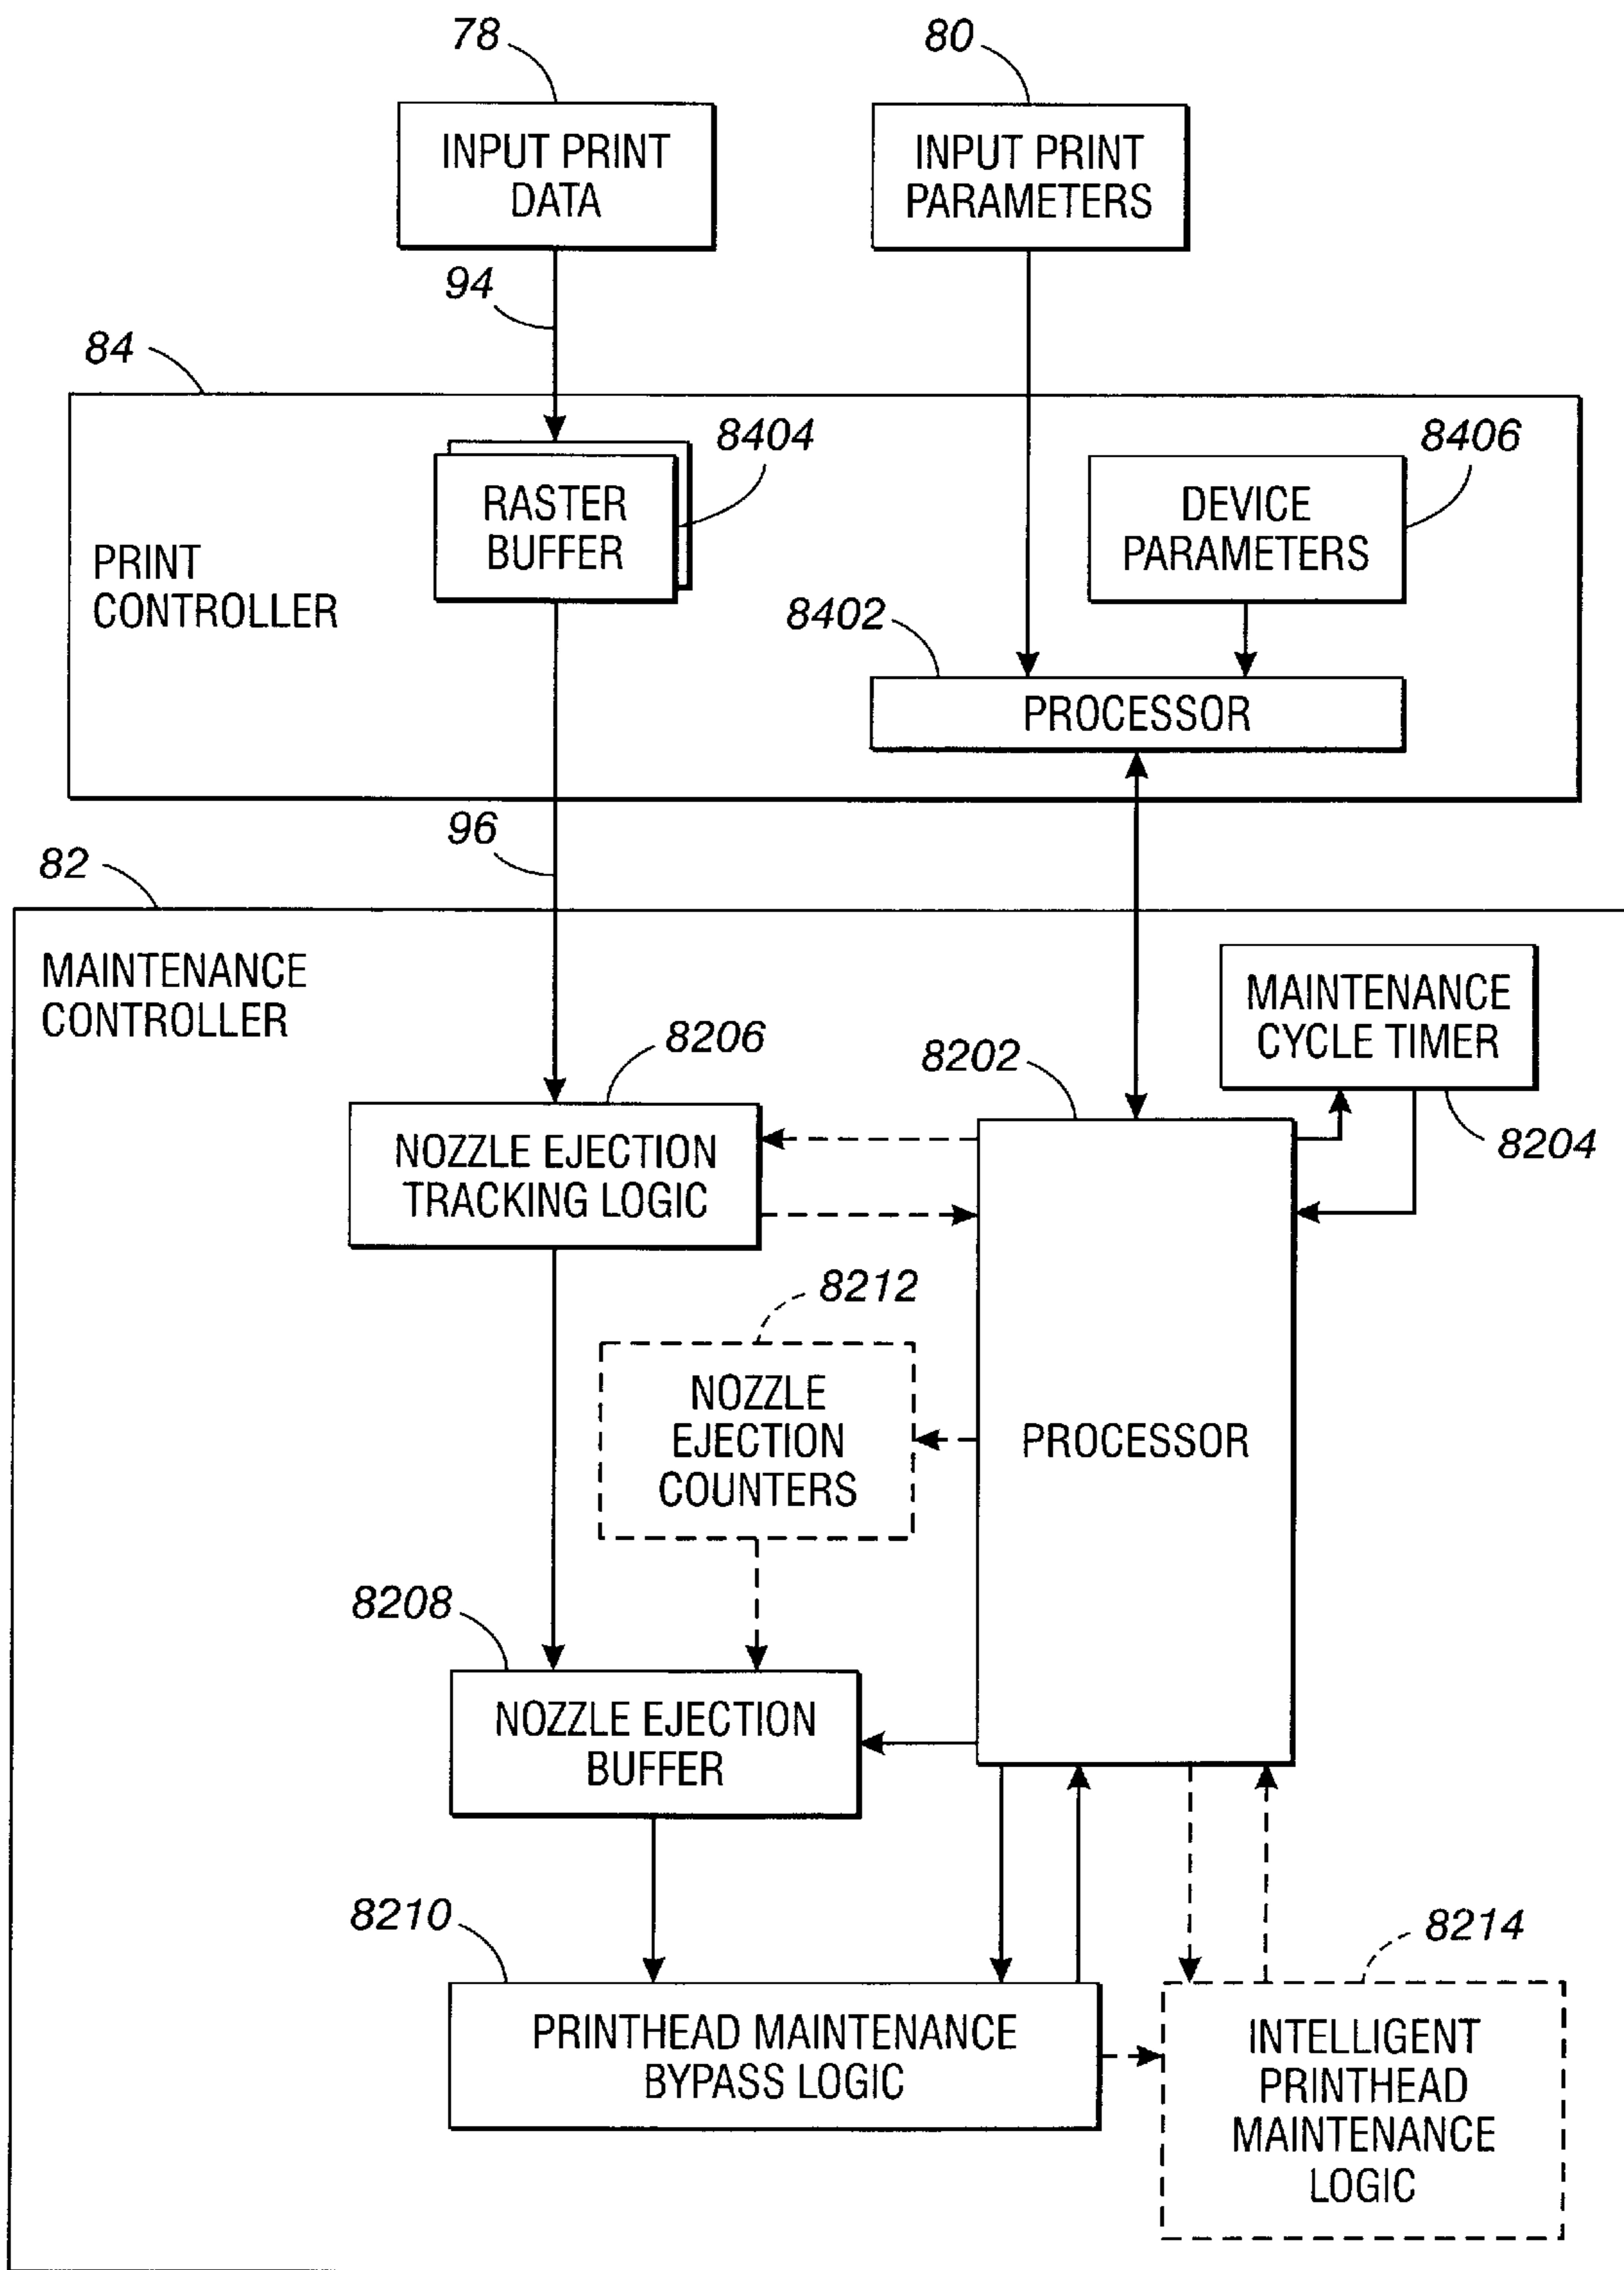 78
80
INPUT PRINT
DATA
INPUT PRINT
PARAMETERS
94
84
8404
8406
RASTER
BUFFER
DEVICE
PARAMETERS
PRINT
CONTROLLER
8402
PROCESSOR
96
82
MAINTENANCE
CONTROLLER
MAINTENANCE
CYCLE TIMER
8206
8202
8204
NOZZLE EJECTION
TRACKING LOGIC
8212
NOZZLE
EJECTION
COUNTERS
PROCESSOR
8208
NOZZLE EJECTION
BUFFER
8210
8214
PRINTHEAD MAINTENANCE
BYPASS LOGIC
INTELLIGENT
PRINTHEAD
MAINTENANCE
LOGIC